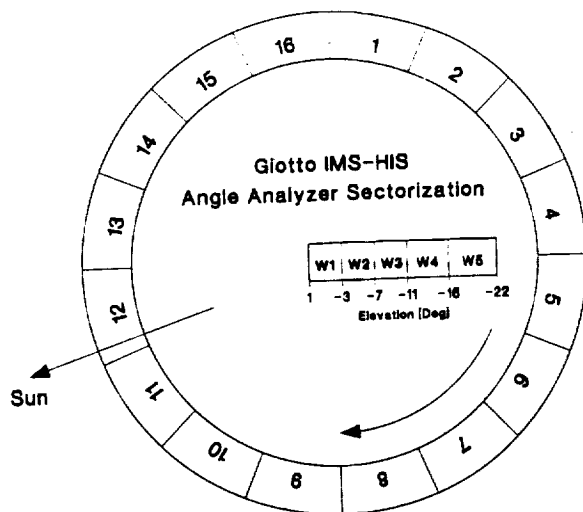 16 1
15 2
14 3
Giotto IMS-HIS
Angle Analyzer Sectorization
13 4
W1 W2 W3 W4 W5
1 -3 -7 -11 -16 -22
Elevation [Deg]
12 5
Sun
11 6
10 7
9 8